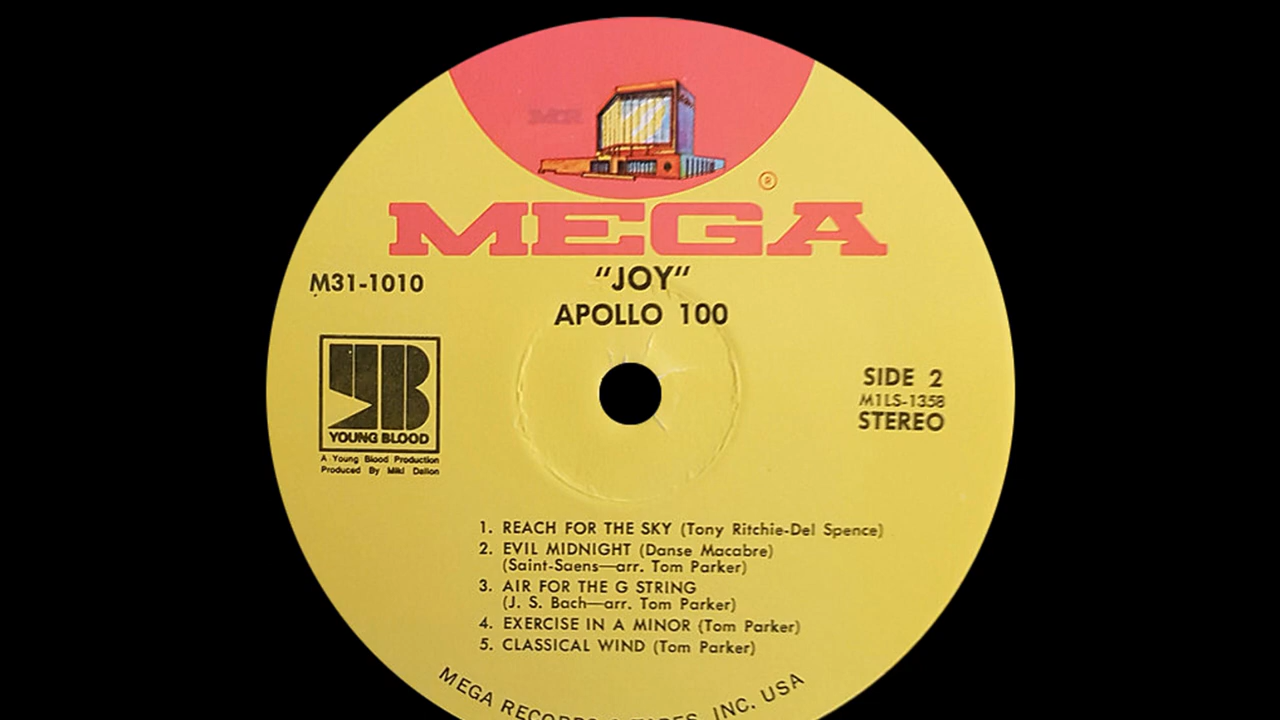 ®
MEGA
"JOY"
M31-1010
APOLLO 100
SIDE 2
M1LS-1358
STEREO
YB
YOUNG BLOOD
A Young Blood Production
Produced By Miki Dallon
1. REACH FOR THE SKY (Tony Ritchie-Del Spence)
2. EVIL MIDNIGHT (Danse Macabre)
(Saint-Saens—arr. Tom Parker)
3. AIR FOR THE G STRING
(J. S. Bach—arr. Tom Parker)
4. EXERCISE IN A MINOR (Tom Parker)
5. CLASSICAL WIND (Tom Parker)
MEGA RECORDS & TAPES, INC. USA